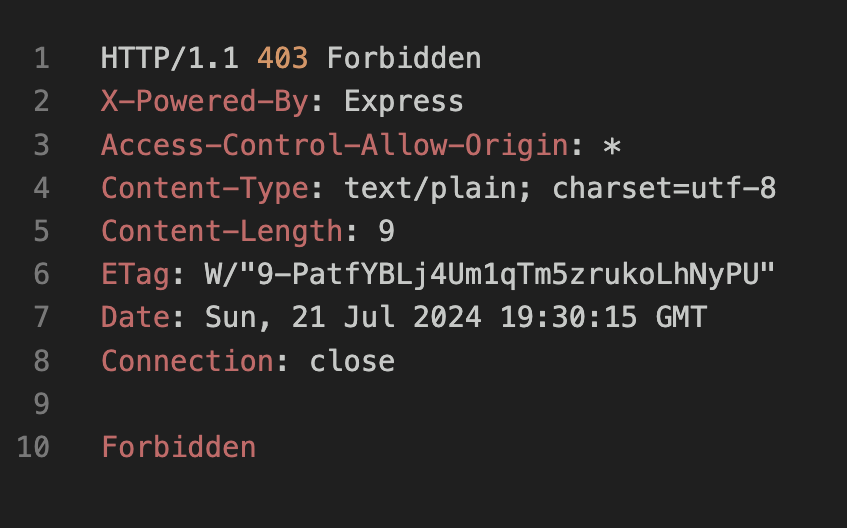 1 HTTP/1.1 403 Forbidden
2 X-Powered-By: Express
3 Access-Control-Allow-Origin: *
4 Content-Type: text/plain; charset=utf-8
5 Content-Length: 9
6 ETag: W/"9-PatfYBLj4Um1qTm5zrukoLhNyPU"
7 Date: Sun, 21 Jul 2024 19:30:15 GMT
8 Connection: close
9
10 Forbidden